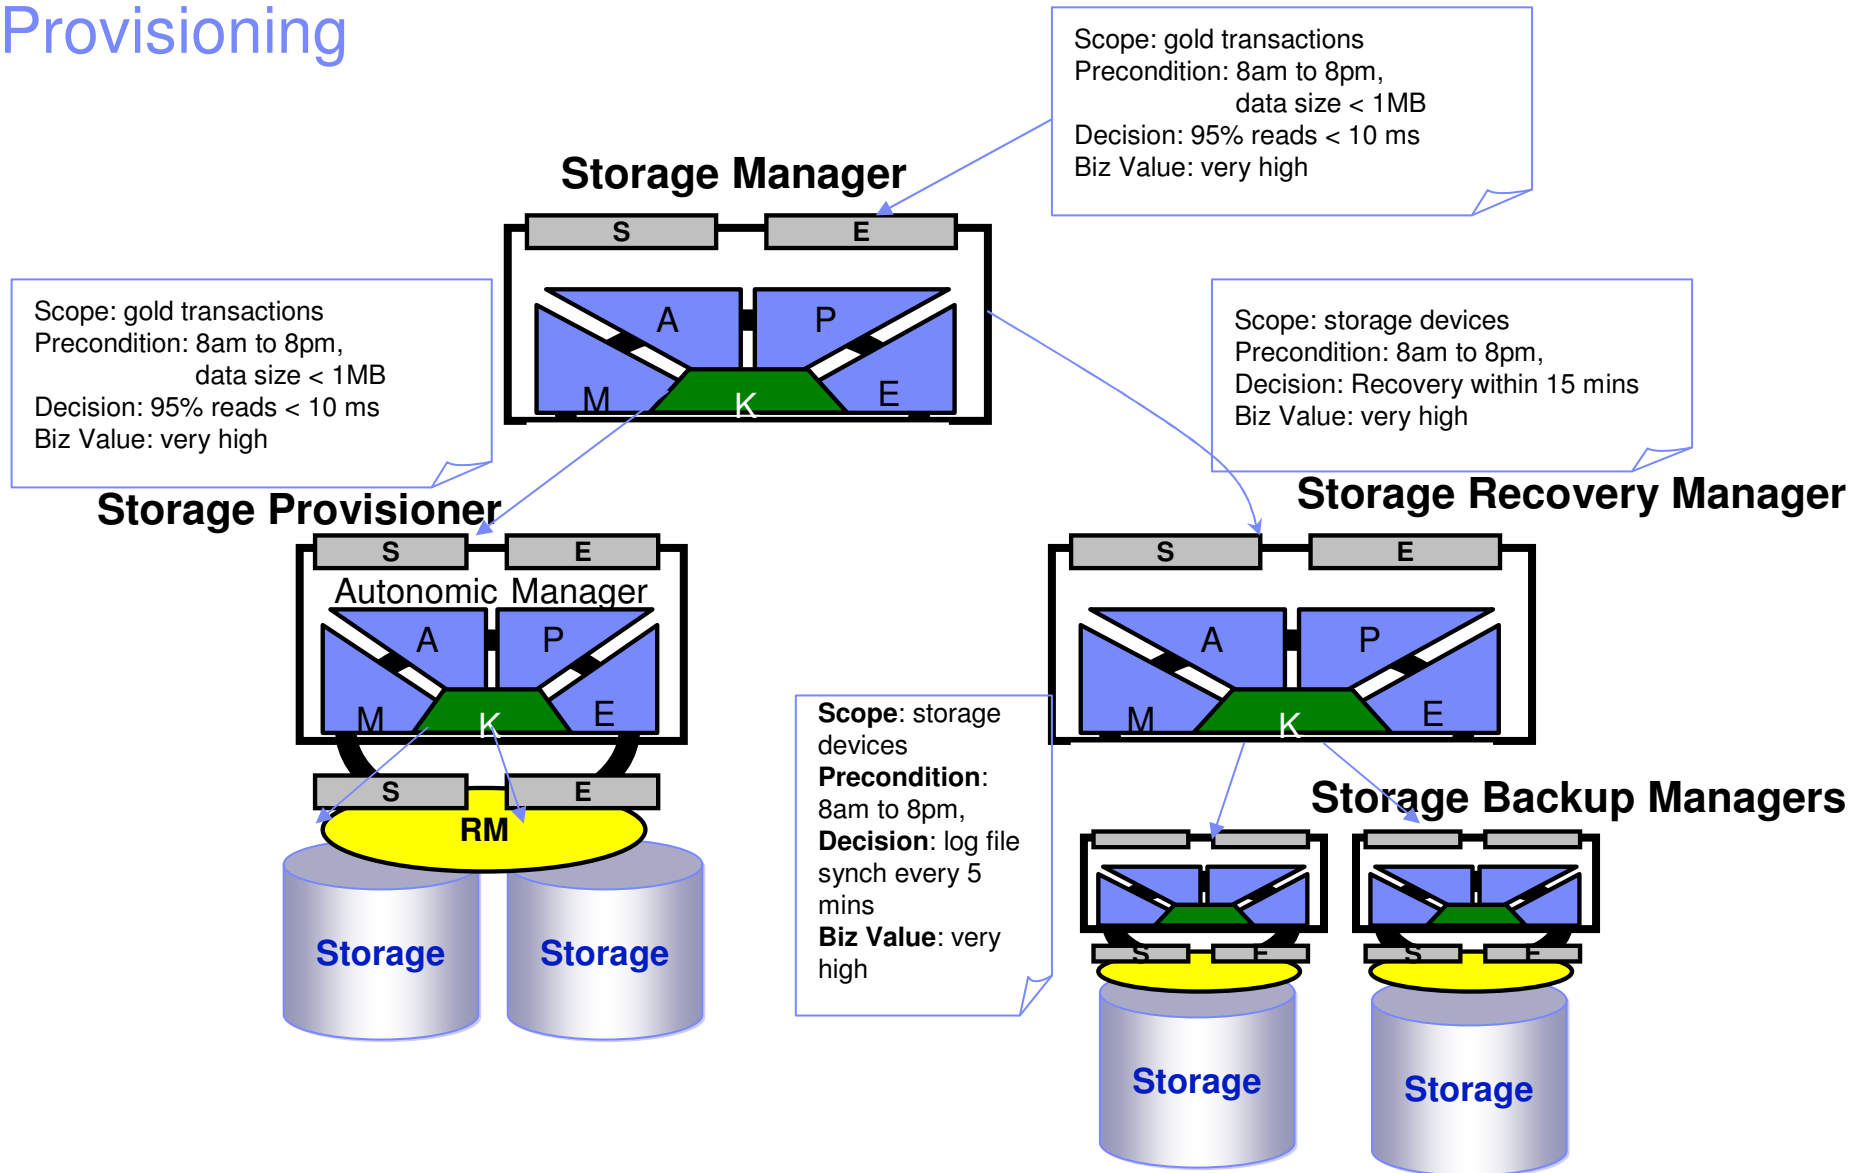 Provisioning
Scope: gold transactions
Precondition: 8am to 8pm,
data size < 1MB
Decision: 95% reads < 10 ms
Biz Value: very high
Storage Manager
S
E
A
P
M
K
E
Scope: gold transactions
Precondition: 8am to 8pm,
data size < 1MB
Decision: 95% reads < 10 ms
Biz Value: very high
Scope: storage devices
Precondition: 8am to 8pm,
Decision: Recovery within 15 mins
Biz Value: very high
Storage Provisioner
S
E
Autonomic Manager
A
P
M
K
E
S
E
RM
Storage
Storage
Storage Recovery Manager
S
E
A
P
M
K
E
Scope: storage
devices
Precondition:
8am to 8pm,
Decision: log file
synch every 5
mins
Biz Value: very
high
Storage Backup Managers
S
E
S
E
Storage
Storage